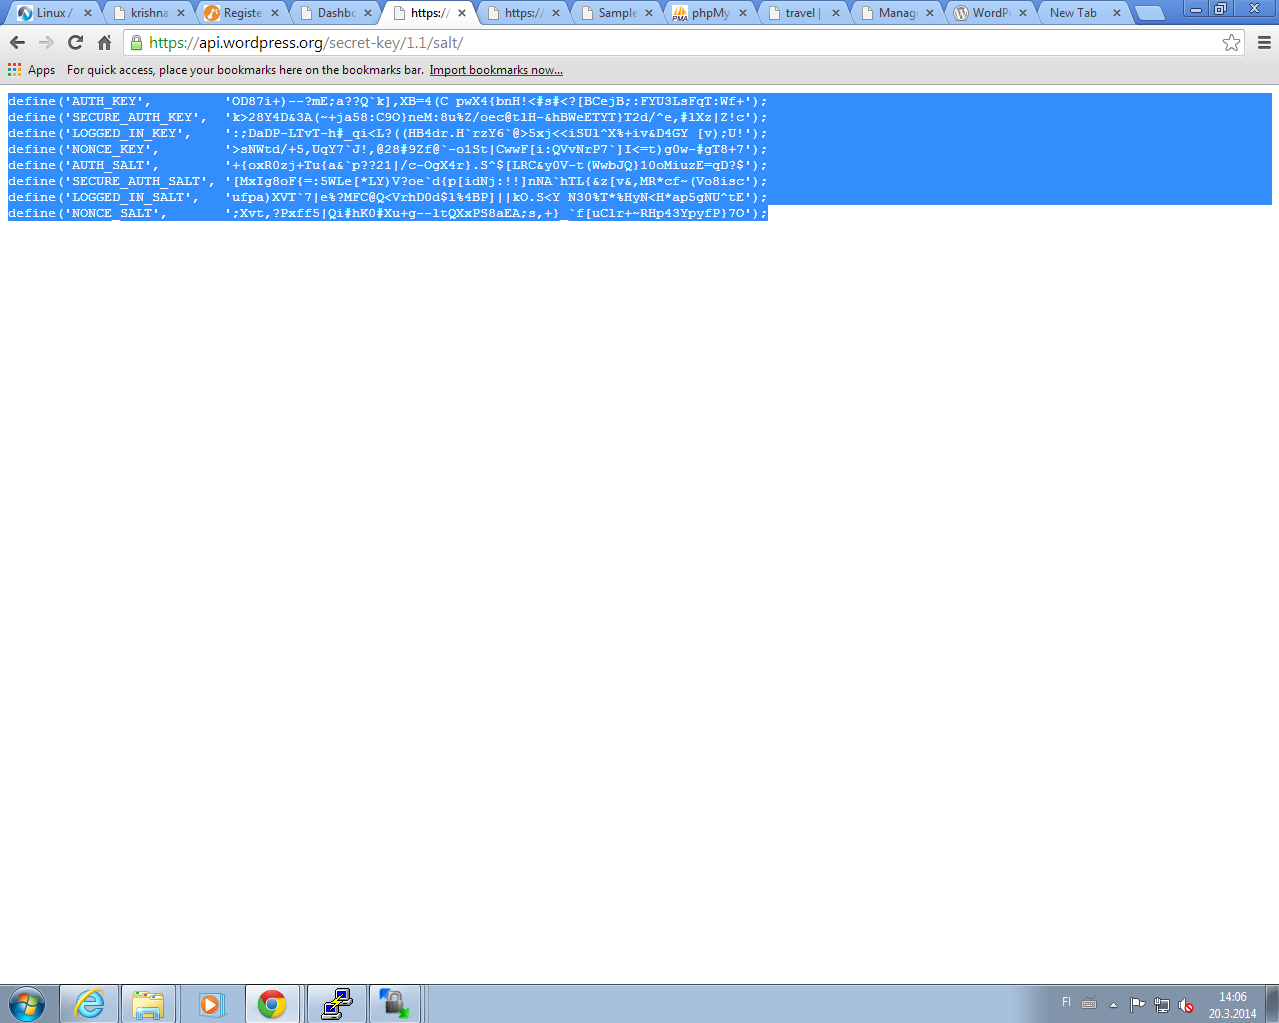 Linux / krishna Registe Dashbo https:// https:// Sample phpMy travel | Manag WordPr New Tab
https://api.wordpress.org/secret-key/1.1/salt/
Apps For quick access, place your bookmarks here on the bookmarks bar. Import bookmarks now...
define('AUTH_KEY', 'OD87i+)--?mE;a??Q`k],XB=4(C pwX4{bnH!<#s#<?[BCejB;:FYU3LsFqT:Wf+');
define('SECURE_AUTH_KEY', 'k>28Y4D&3A(~+ja58:C9O}neM:8u%Z/oec@tlH-&hBWeETYT}T2d/^e,#lXz|Z!c');
define('LOGGED_IN_KEY', ':;DaDP-LTvT-h#_qi<L?((HB4dr.H`rzY6`@>5xj<<iSUl^X%+iv&D4GY [v);U!');
define('NONCE_KEY', '>sNWtd/+5,UqY7`J!,@28#9Zf@`-o1St|CwwF[i:QVvNrP7`]I<=t)g0w-#gT8+7');
define('AUTH_SALT', '+{oxR0zj+Tu{a&`p??21|/c-OgX4r}.S^$[LRC&y0V-t(WwbJQ}10oMiuzE=qD?$');
define('SECURE_AUTH_SALT', '[MxIg8oF{=:5WLe[*LY)V?oe`d{p[idNj:!!]nNA`hTL{&z[v&,MR*cf~(Vo8isc');
define('LOGGED_IN_SALT', 'ufpa)XVT`7|e%?MFC@Q<VrhD0d$l%4BP]||kO.S<Y N30%T*%HyN<H*ap5gNU^tE');
define('NONCE_SALT', ';Xvt,?Pxff5|Qi#hK0#Xu+g--ltQXxPS8aEA;s,+}_`f[uClr+~RHp43YpyfP}7O');
FI 14:06
20.3.2014